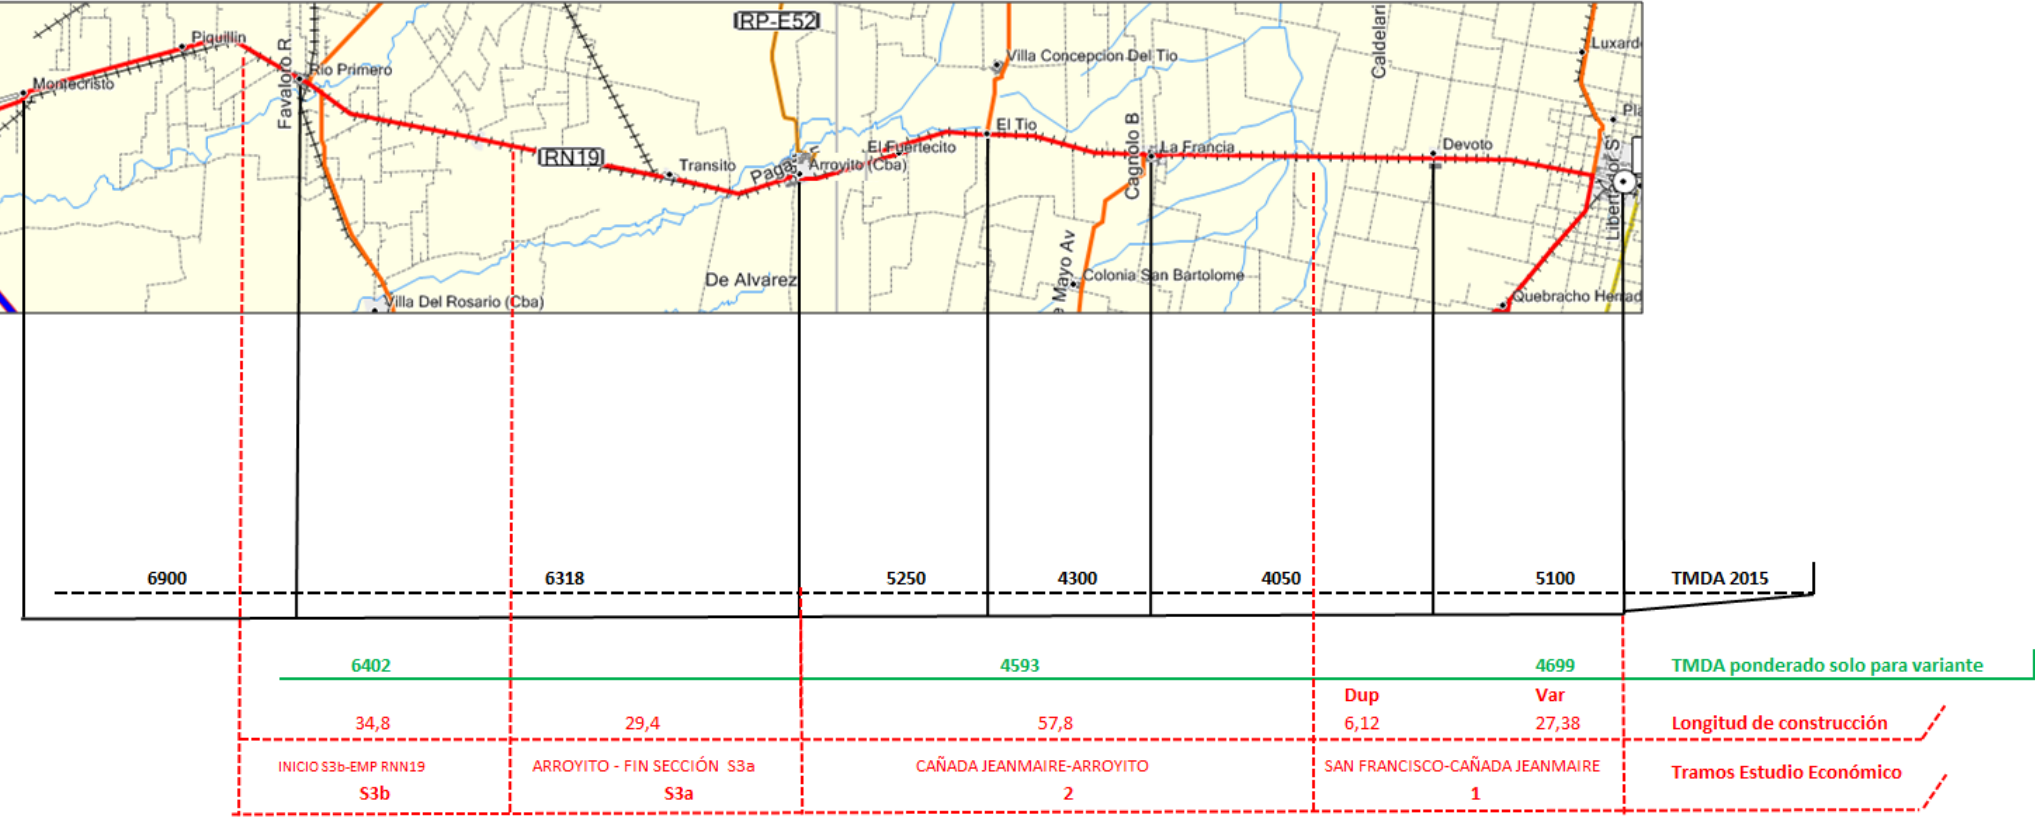 RP-E52
Piquillin
Favaloro R
Rio Primero
Montecristo
Villa Concepcion Del Tio
Caldelari
Luxard
Pla
El Tio
Cagnolo B
La Francia
Devoto
El Fuertecito
RN19
Transito
Paga
Arroyito (Cba)
Libertador S
De Alvarez
e Mayo Av
Colonia San Bartolome
Villa Del Rosario (Cba)
Quebracho Herrad
6900 6318 5250 4300 4050 5100 TMDA 2015
6402 4593 4699 TMDA ponderado solo para variante
Dup Var
34,8 29,4 57,8 6,12 27,38 Longitud de construcción
INICIO S3b-EMP RNN19 ARROYITO - FIN SECCIÓN S3a CAÑADA JEANMAIRE-ARROYITO SAN FRANCISCO-CAÑADA JEANMAIRE Tramos Estudio Económico
S3b S3a 2 1